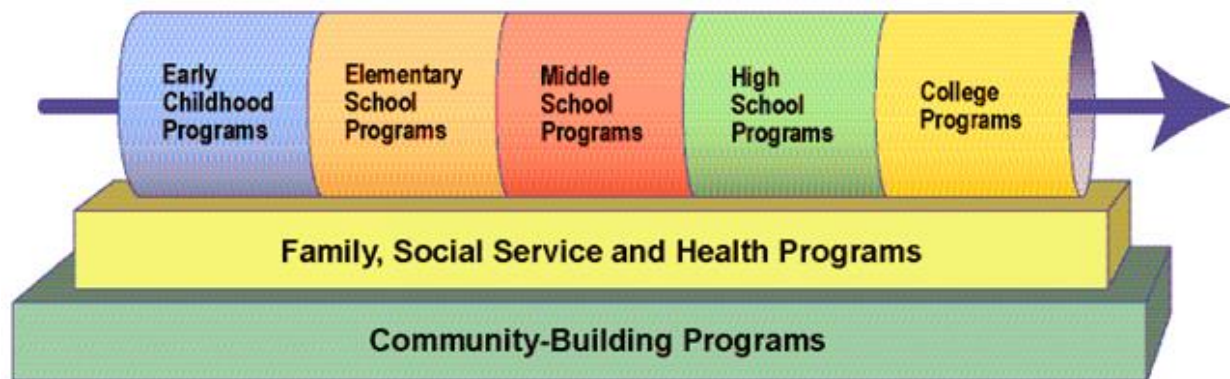 Early
Childhood
Programs
Elementary
School
Programs
Middle
School
Programs
High
School
Programs
College
Programs
Family, Social Service and Health Programs
Community-Building Programs